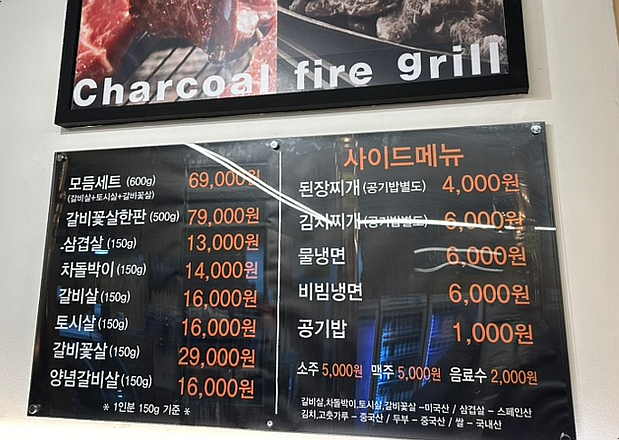 Charcoal fire grill
모듬세트 (600g) 69,000원
(갈비살+토시살+갈비꽃살)
갈비꽃살한판 (500g) 79,000원
삼겹살 (150g) 13,000원
차돌박이 (150g) 14,000원
갈비살 (150g) 16,000원
토시살 (150g) 16,000원
갈비꽃살 (150g) 29,000원
양념갈비살 (150g) 16,000원
* 1인분 150g 기준 *
사이드메뉴
된장찌개 (공기밥별도) 4,000원
김치찌개 (공기밥별도) 6,000원
물냉면 6,000원
비빔냉면 6,000원
공기밥 1,000원
소주 5,000원 맥주 5,000원 음료수 2,000원
갈비살,차돌박이,토시살,갈비꽃살 -미국산 / 삼겹살 - 스페인산
김치,고춧가루 - 중국산 / 두부 - 중국산 / 쌀 - 국내산